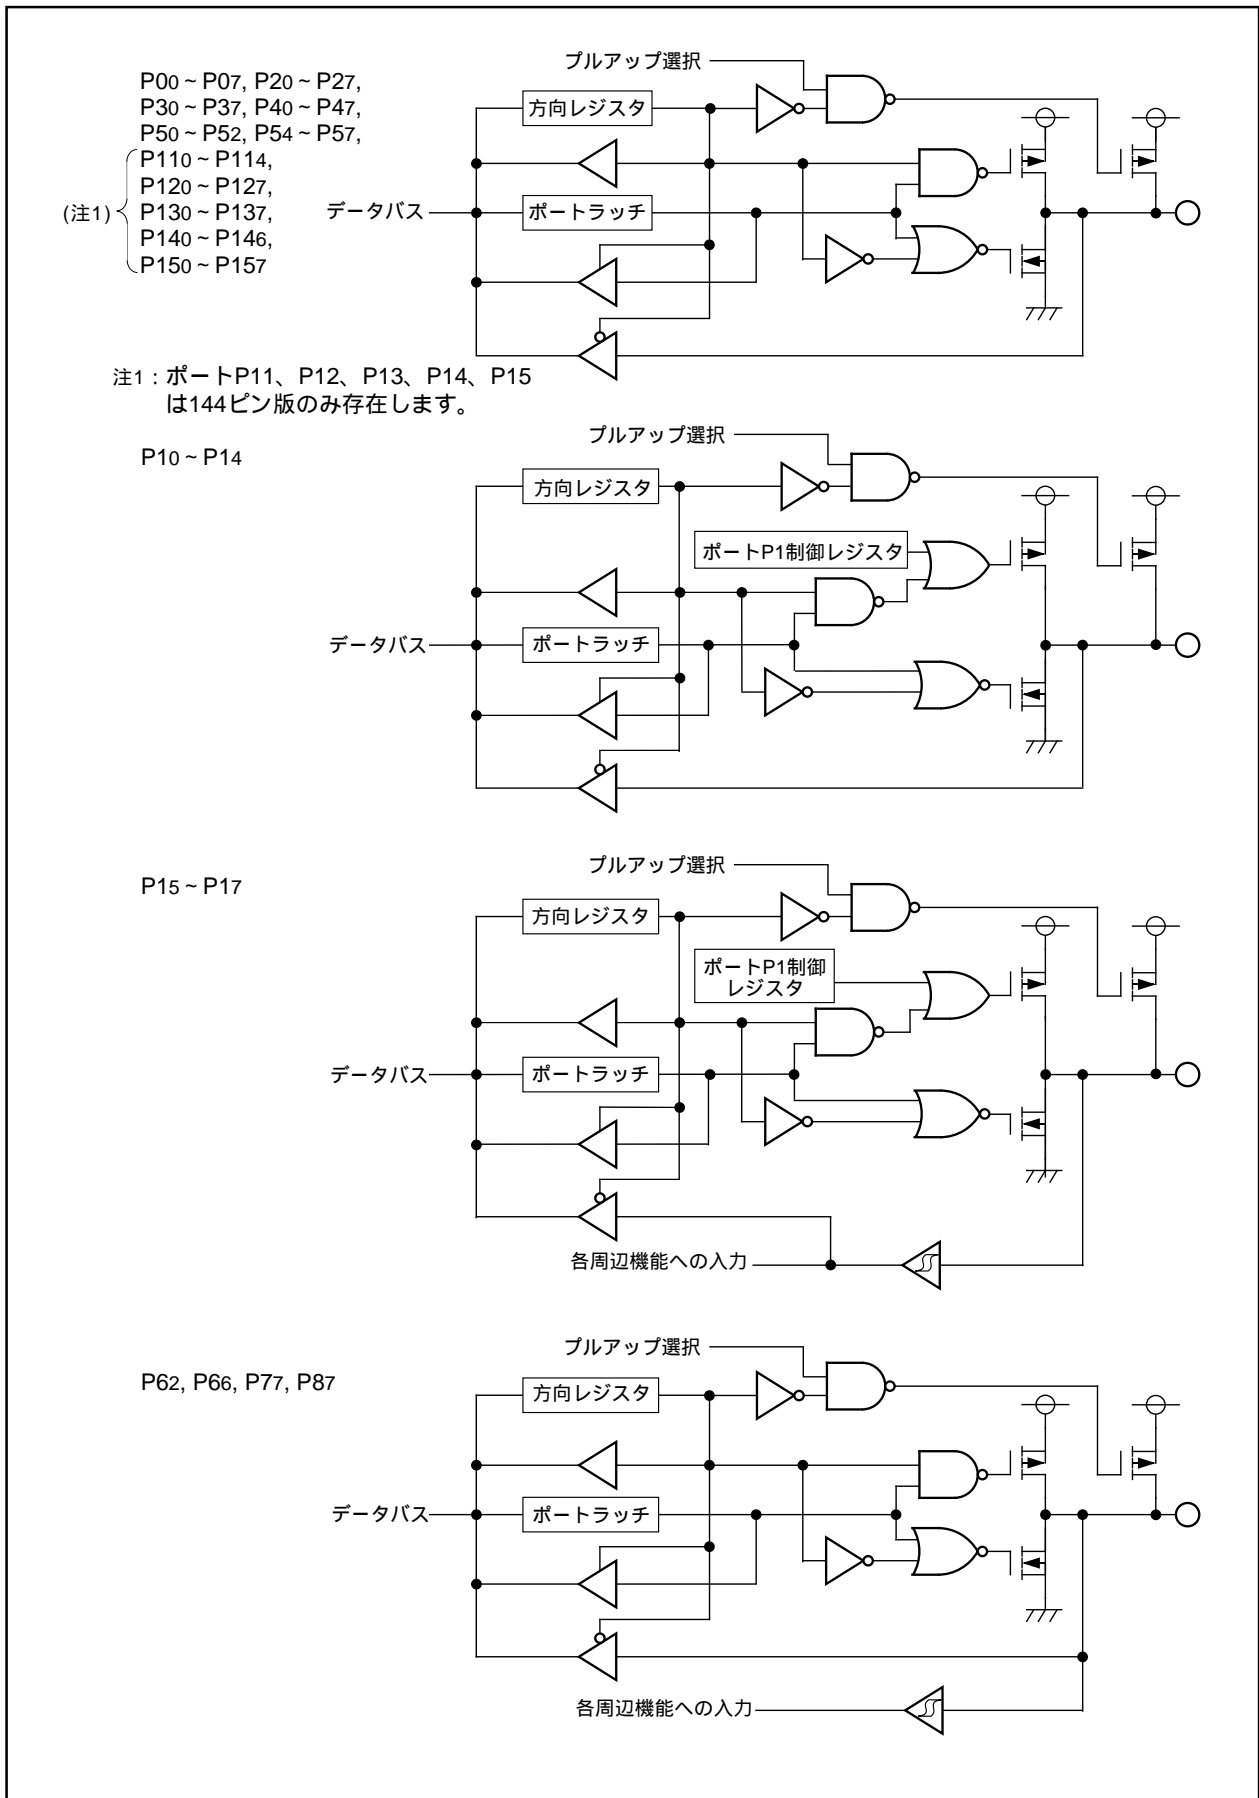 プルアップ選択
P00 ~ P07, P20 ~ P27,
P30 ~ P37, P40 ~ P47,
P50 ~ P52, P54 ~ P57,
P110 ~ P114,
P120 ~ P127,
P130 ~ P137,
P140 ~ P146,
P150 ~ P157
(注1)
方向レジスタ
データバス
ポートラッチ
注1 : ポートP11、P12、P13、P14、P15
は144ピン版のみ存在します。
P10 ~ P14
プルアップ選択
方向レジスタ
ポートP1制御レジスタ
データバス
ポートラッチ
P15 ~ P17
プルアップ選択
方向レジスタ
ポートP1制御
レジスタ
データバス
ポートラッチ
各周辺機能への入力
P62, P66, P77, P87
プルアップ選択
方向レジスタ
データバス
ポートラッチ
各周辺機能への入力